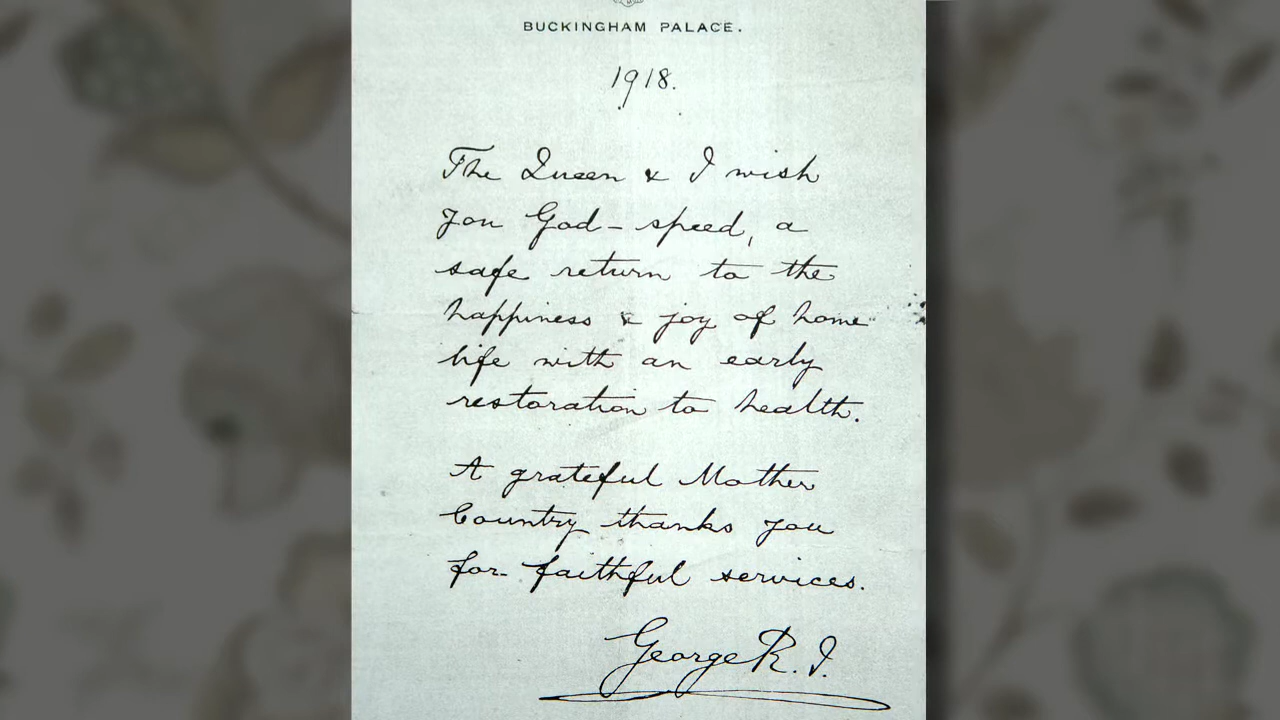 BUCKINGHAM PALACE.
1918.
The Queen & I wish
you God-speed, a
safe return to the
happiness & joy of home
life with an early
restoration to health.
A grateful Mother
Country thanks you
for faithful services.
George R.I.